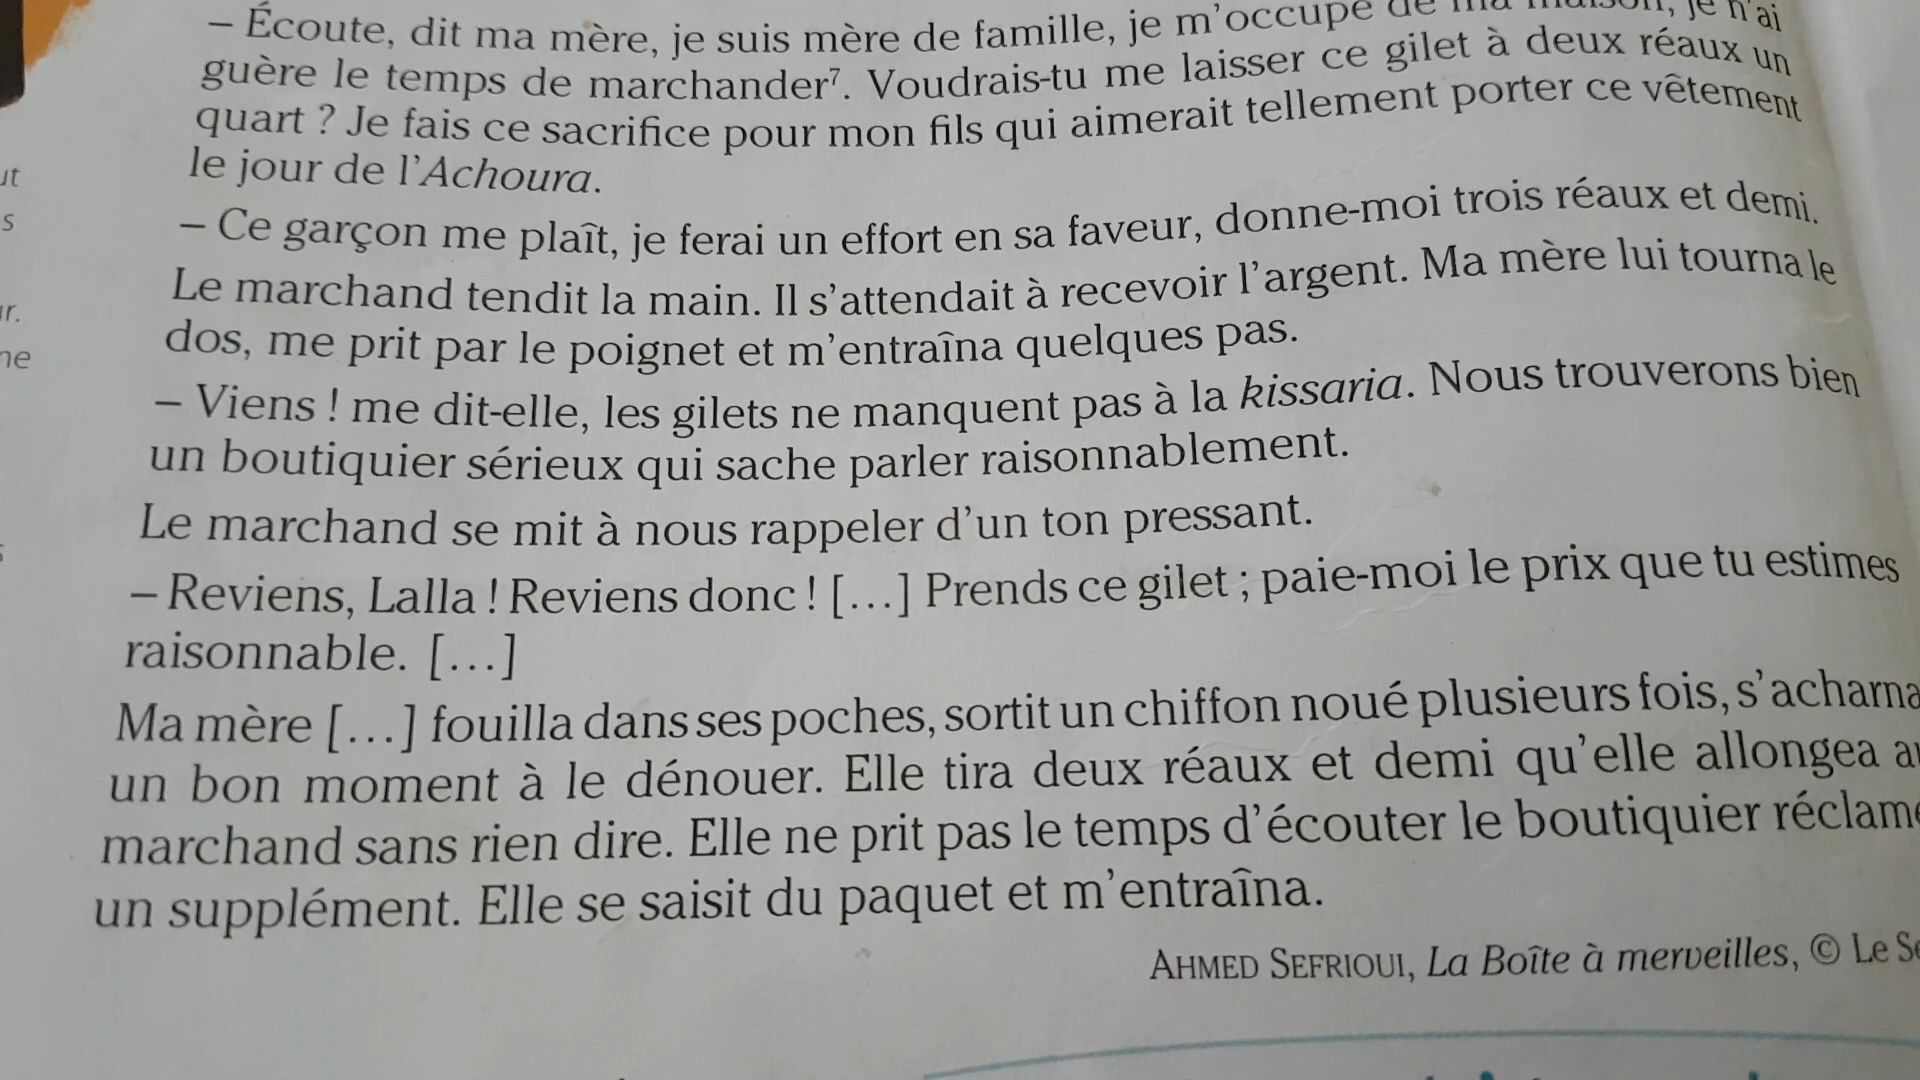 – Écoute, dit ma mère, je suis mère de famille, je m'occupe de ma maison, je n'ai
guère le temps de marchander⁷. Voudrais-tu me laisser ce gilet à deux réaux un
quart ? Je fais ce sacrifice pour mon fils qui aimerait tellement porter ce vêtement
le jour de l'Achoura.
– Ce garçon me plaît, je ferai un effort en sa faveur, donne-moi trois réaux et demi.
Le marchand tendit la main. Il s'attendait à recevoir l'argent. Ma mère lui tourna le
dos, me prit par le poignet et m'entraîna quelques pas.
– Viens ! me dit-elle, les gilets ne manquent pas à la kissaria. Nous trouverons bien
un boutiquier sérieux qui sache parler raisonnablement.
Le marchand se mit à nous rappeler d'un ton pressant.
– Reviens, Lalla ! Reviens donc ! [...] Prends ce gilet ; paie-moi le prix que tu estimes
raisonnable. [...]
Ma mère [...] fouilla dans ses poches, sortit un chiffon noué plusieurs fois, s'acharna
un bon moment à le dénouer. Elle tira deux réaux et demi qu'elle allongea
marchand sans rien dire. Elle ne prit pas le temps d'écouter le boutiquier
un supplément. Elle se saisit du paquet et m'entraîna.
AHMED SEFRIOUI, La Boîte à merveilles, © Le